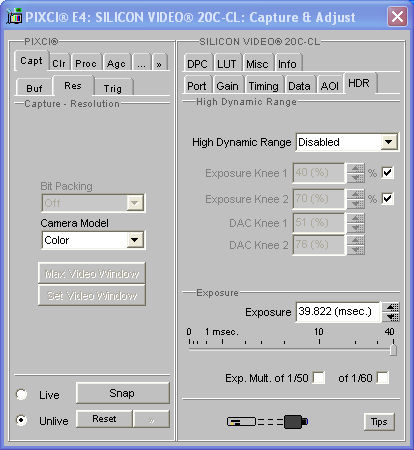 PIXCI® E4: SILICON VIDEO® 20C-CL: Capture & Adjust
PIXCI®
Capt Clr Proc Agc ... »
Buf Res Trig
Capture - Resolution
Bit Packing
Off
Camera Model
Color
Max Video Window
Set Video Window
Live
Snap
Unlive
Reset
»
SILICON VIDEO® 20C-CL
DPC LUT Misc Info
Port Gain Timing Data AOI HDR
High Dynamic Range
High Dynamic Range Disabled
Exposure Knee 1 40 (%) %
Exposure Knee 2 70 (%) %
DAC Knee 1 51 (%)
DAC Knee 2 76 (%)
Exposure
Exposure 39.822 (msec.)
0 1 msec. 10 40
Exp. Mult. of 1/50 of 1/60
Tips